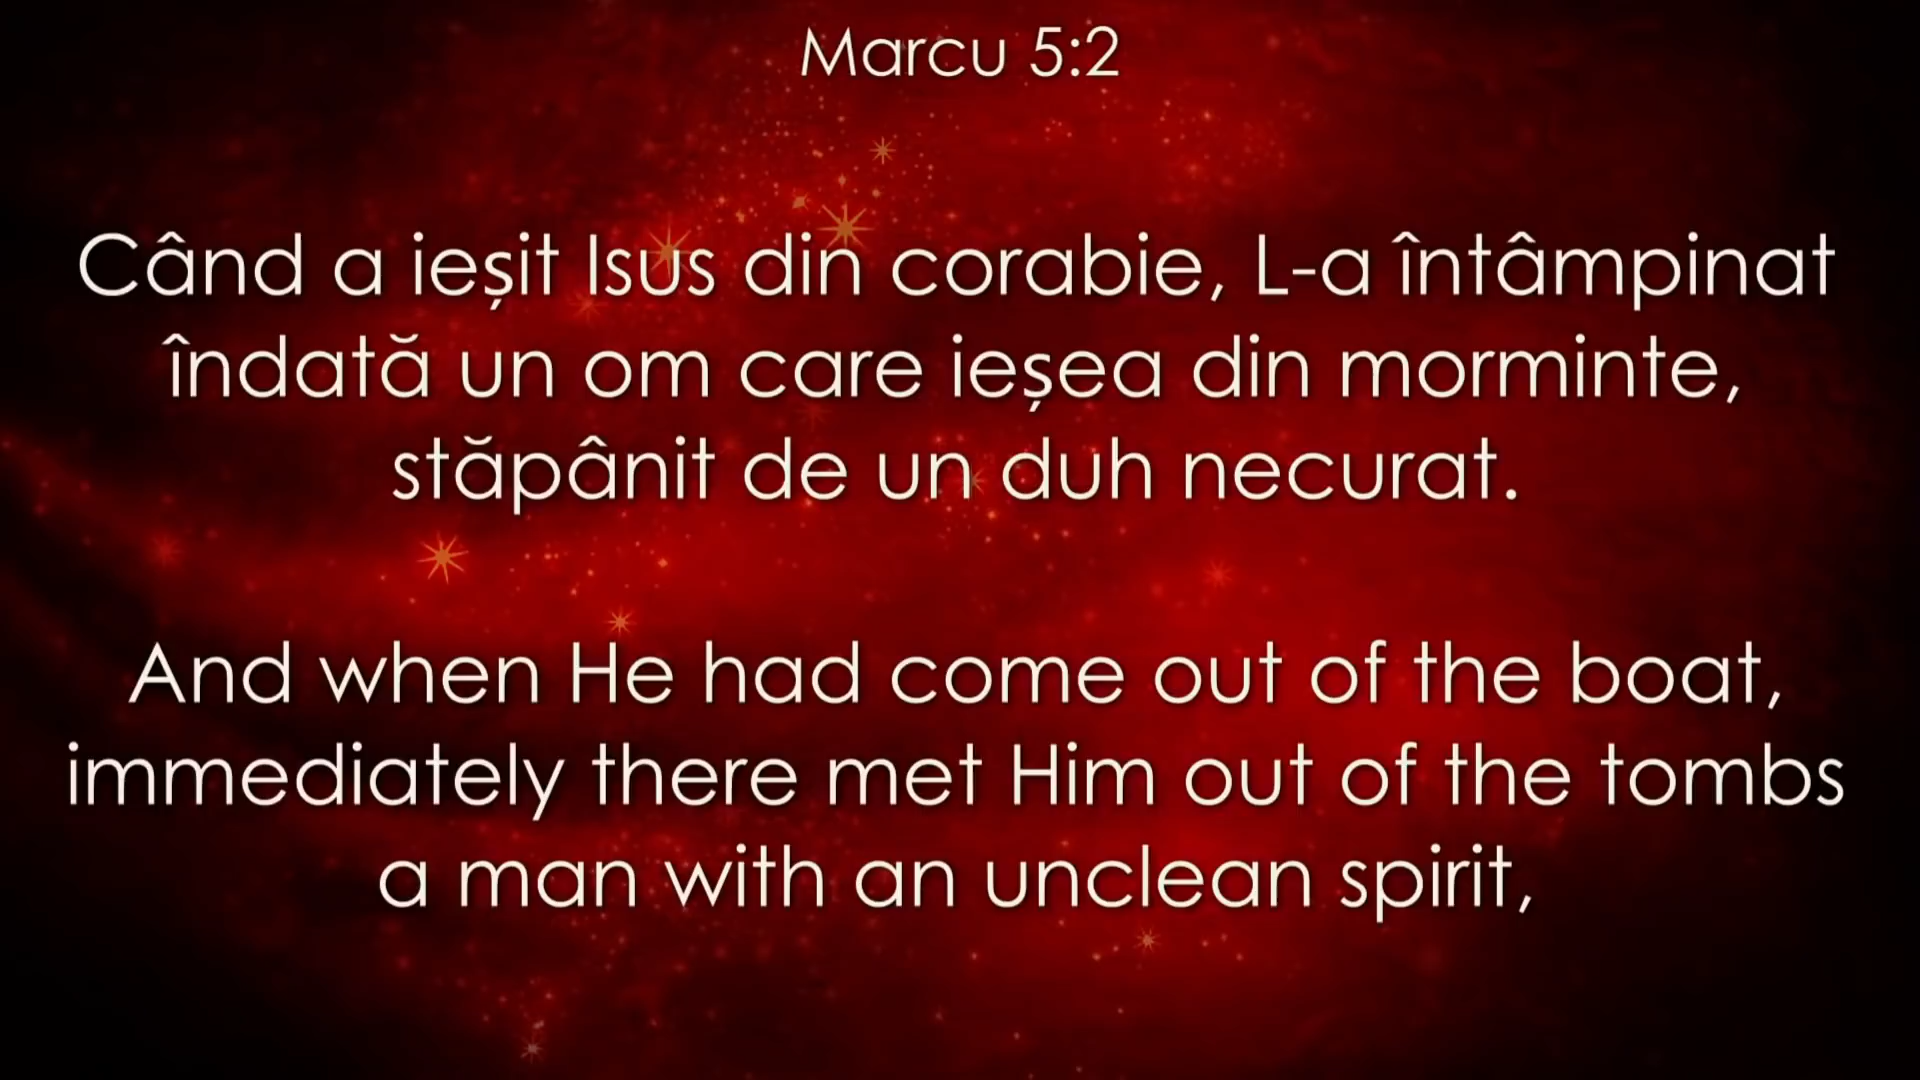 Marcu 5:2
Când a ieșit Isus din corabie, L-a întâmpinat
îndată un om care ieșea din morminte,
stăpânit de un duh necurat.
And when He had come out of the boat,
immediately there met Him out of the tombs
a man with an unclean spirit,